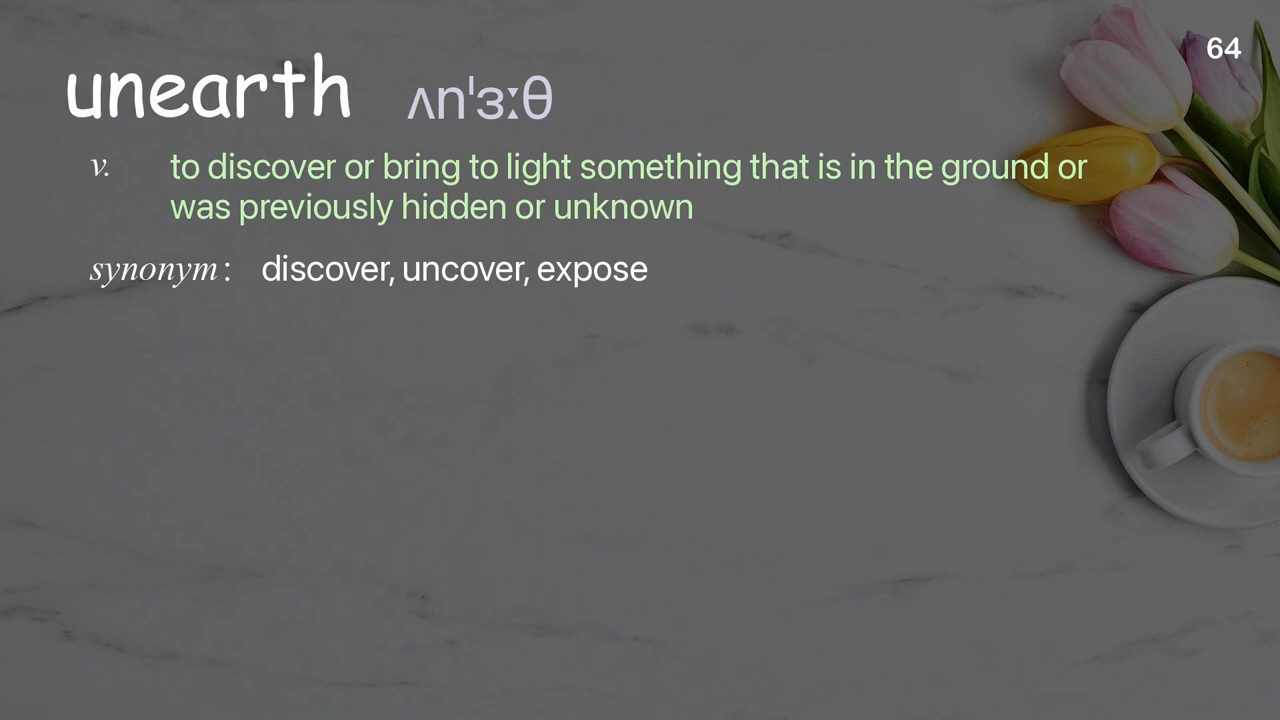 64
unearth ʌnˈɜːθ
v. to discover or bring to light something that is in the ground or
was previously hidden or unknown
synonym: discover, uncover, expose